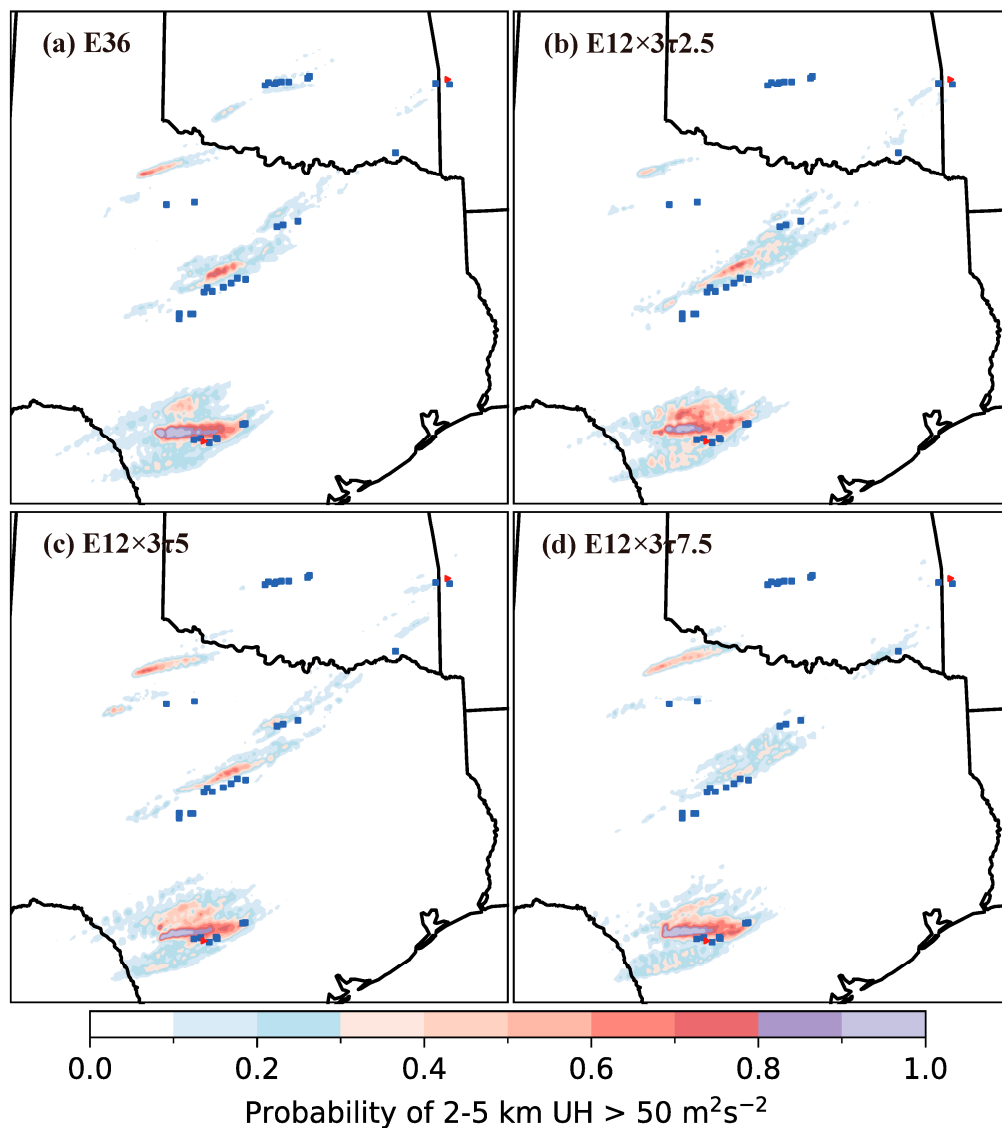 (a) E36
(b) E12×3τ2.5
(c) E12×3τ5
(d) E12×3τ7.5
0.0 0.2 0.4 0.6 0.8 1.0
Probability of 2-5 km UH > 50 m²s⁻²